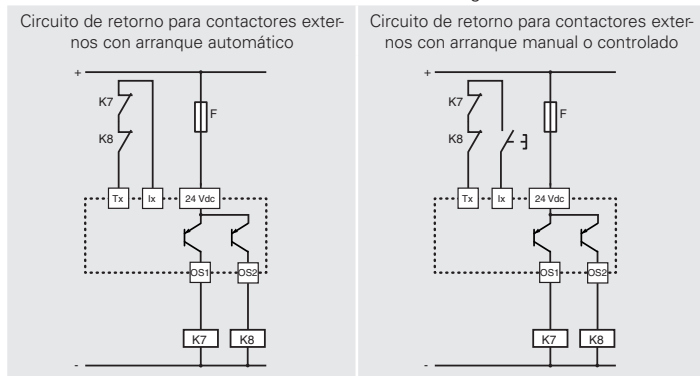 Circuito de retorno para contactores exter-
nos con arranque automático
+
K7
F
K8
Tx
Ix
24 Vdc
OS1
OS2
K7
K8
-
Circuito de retorno para contactores exter-
nos con arranque manual o controlado
+
K7
F
K8
Tx
Ix
24 Vdc
OS1
OS2
K7
K8
-